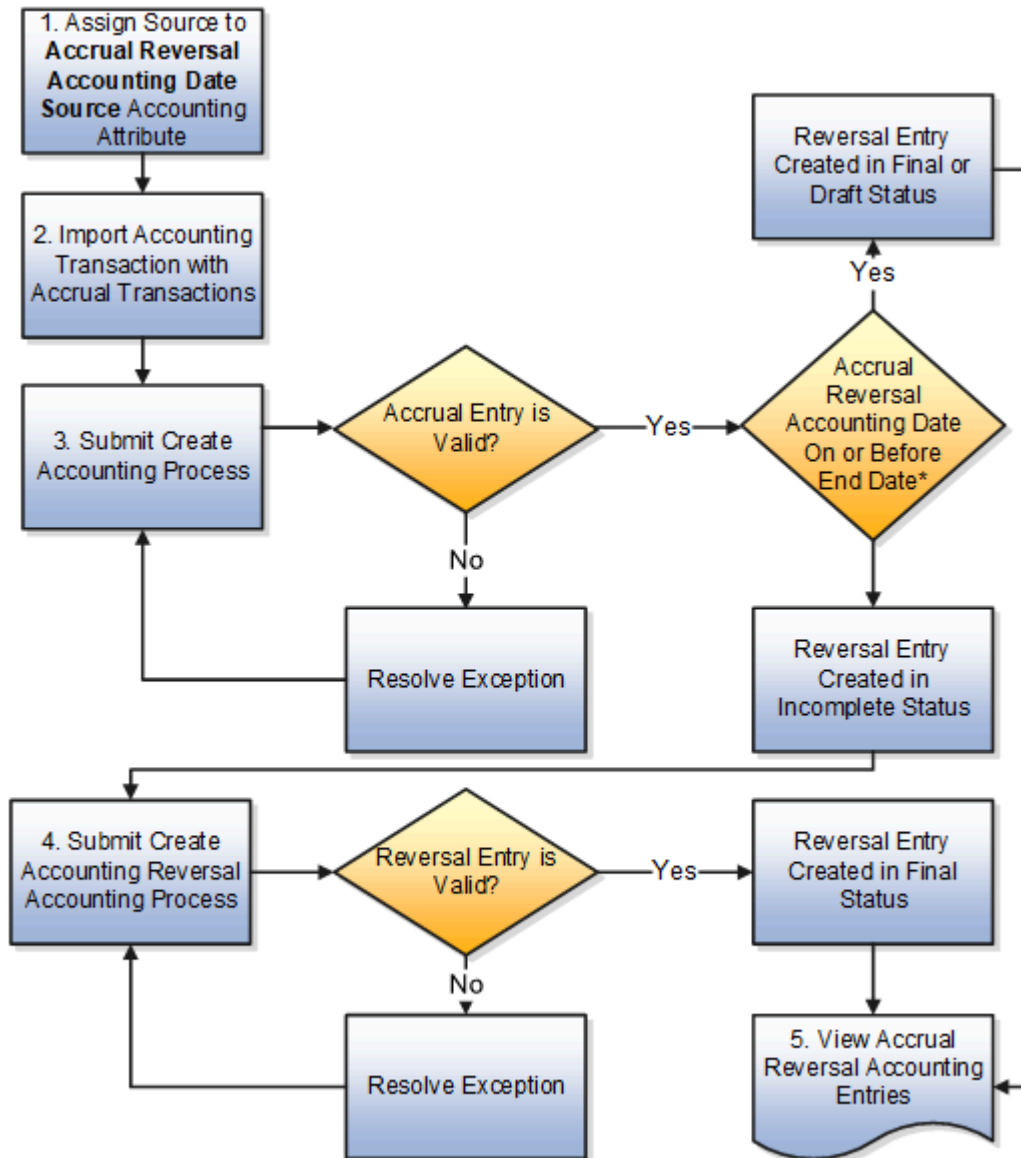 1. Assign Source to
Accrual Reversal
Accounting Date
Source Accounting
Attribute
2. Import Accounting
Transaction with
Accrual Transactions
3. Submit Create
Accounting Process
Accrual Entry is
Valid?
Yes
No
Resolve Exception
Accrual
Reversal
Accounting Date
On or Before
End Date*
Yes
Reversal Entry
Created in Final or
Draft Status
Reversal Entry
Created in
Incomplete Status
4. Submit Create
Accounting Reversal
Accounting Process
Reversal Entry is
Valid?
Yes
No
Resolve Exception
Reversal Entry
Created in Final
Status
5. View Accrual
Reversal Accounting
Entries